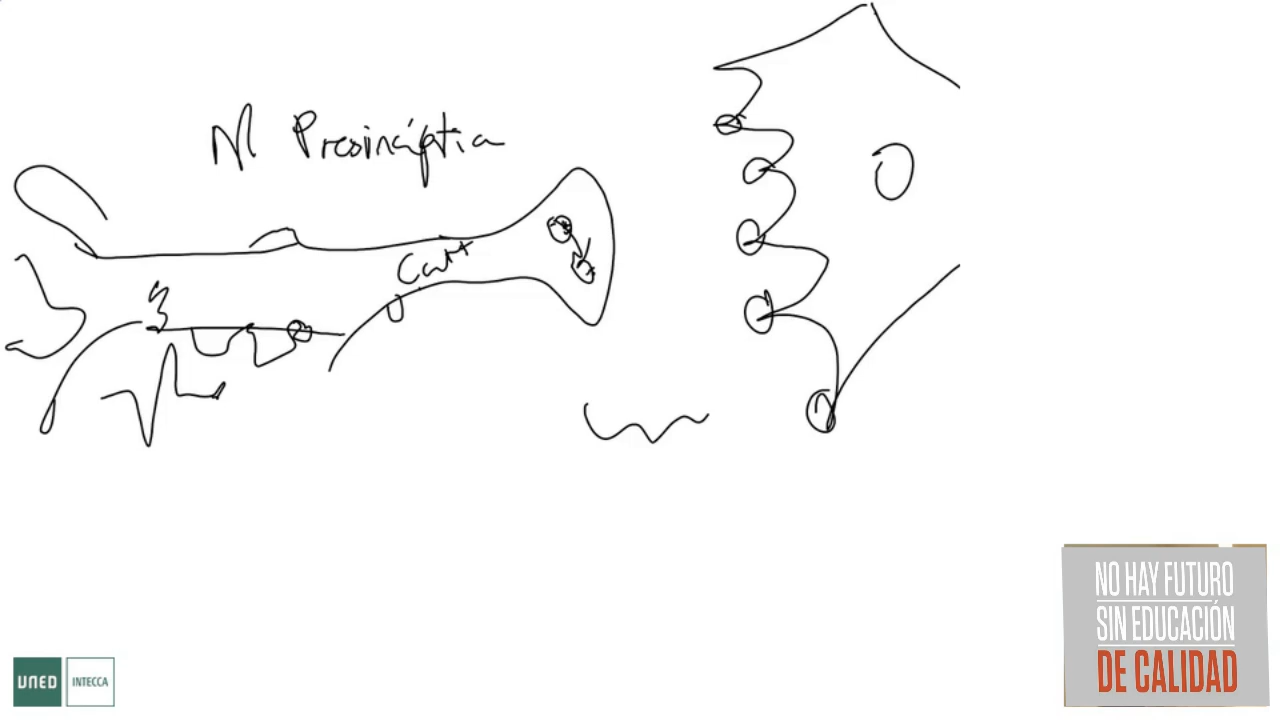 N Presináptica
Ca++
NO HAY FUTURO
SIN EDUCACIÓN
DE CALIDAD
UNED
INTECCA